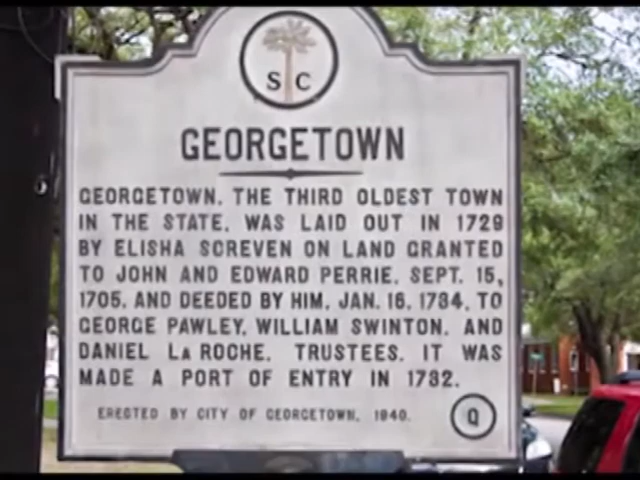 S C
GEORGETOWN
GEORGETOWN, THE THIRD OLDEST TOWN
IN THE STATE, WAS LAID OUT IN 1729
BY ELISHA SCREVEN ON LAND GRANTED
TO JOHN AND EDWARD PERRIE, SEPT. 15,
1705, AND DEEDED BY HIM, JAN. 16, 1734, TO
GEORGE PAWLEY, WILLIAM SWINTON, AND
DANIEL LA ROCHE, TRUSTEES. IT WAS
MADE A PORT OF ENTRY IN 1732.
ERECTED BY CITY OF GEORGETOWN, 1940.
Q